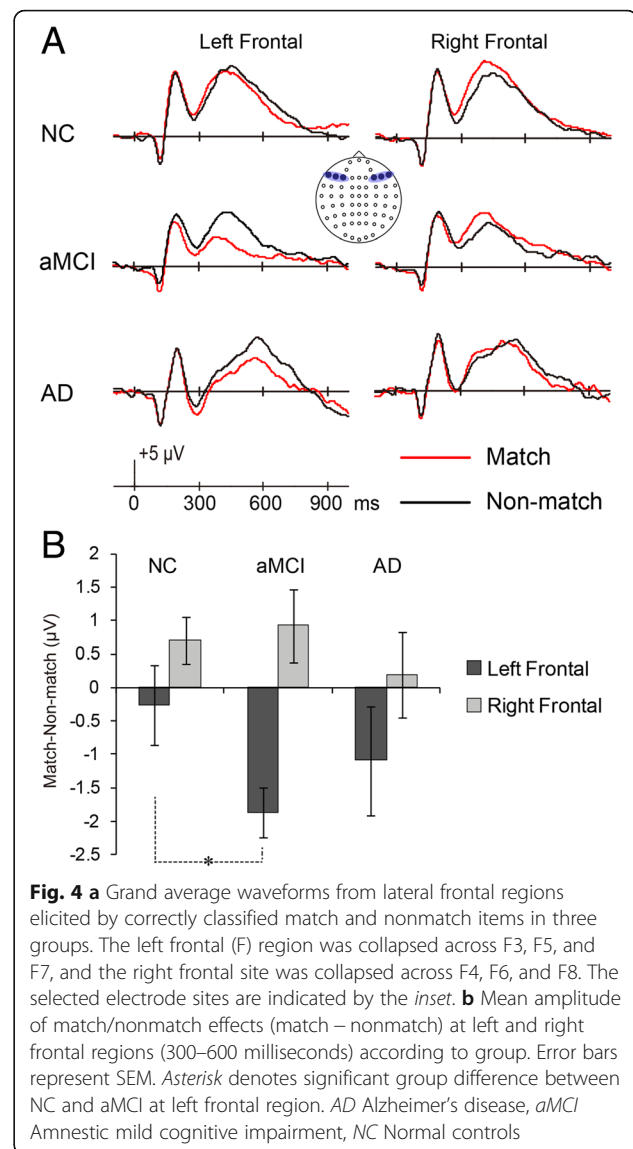 A
Left Frontal Right Frontal
NC
aMCI
AD
+5 µV
0 300 600 900 ms
Match
Non-match
B
NC aMCI AD
2
1.5
1
0.5
0
-0.5
-1
-1.5
-2
-2.5
Match-Non-match (µV)
Left Frontal
Right Frontal
*
Fig. 4 a Grand average waveforms from lateral frontal regions
elicited by correctly classified match and nonmatch items in three
groups. The left frontal (F) region was collapsed across F3, F5, and
F7, and the right frontal site was collapsed across F4, F6, and F8. The
selected electrode sites are indicated by the inset. b Mean amplitude
of match/nonmatch effects (match – nonmatch) at left and right
frontal regions (300–600 milliseconds) according to group. Error bars
represent SEM. Asterisk denotes significant group difference between
NC and aMCI at left frontal region. AD Alzheimer's disease, aMCI
Amnestic mild cognitive impairment, NC Normal controls